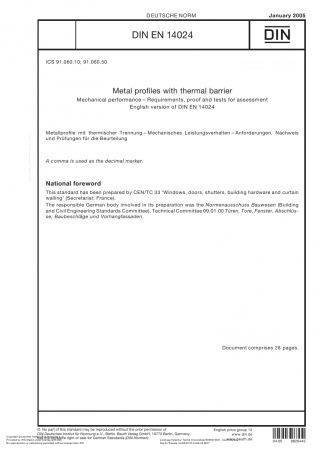 DEUTSCHE NORM
January 2005
DIN EN 14024
DIN
ICS 91.060.10; 91.060.50
Metal profiles with thermal barrier
Mechanical performance – Requirements, proof and tests for assessment
English version of DIN EN 14024
Metallprofile mit thermischer Trennung – Mechanisches Leistungsverhalten – Anforderungen, Nachweis
und Prüfungen für die Beurteilung
A comma is used as the decimal marker.
National foreword
This standard has been prepared by CEN/TC 33 “Windows, doors, shutters, building hardware and curtain
walling” (Secretariat: France).
The responsible German body involved in its preparation was the Normenausschuss Bauwesen (Building
and Civil Engineering Standards Committee), Technical Committee 09.01.00 Türen, Tore, Fenster, Abschlüs-
se, Baubeschläge und Vorhangfassaden.
Document comprises 28 pages.
© No part of this standard may be reproduced without the prior permission of
DIN Deutsches Institut für Normung e.V., Berlin. Beuth Verlag GmbH, 10772 Berlin, Germany,
has the exclusive right of sale for German Standards (DIN-Normen).
English price group 12
www.din.de
www.beuth.de